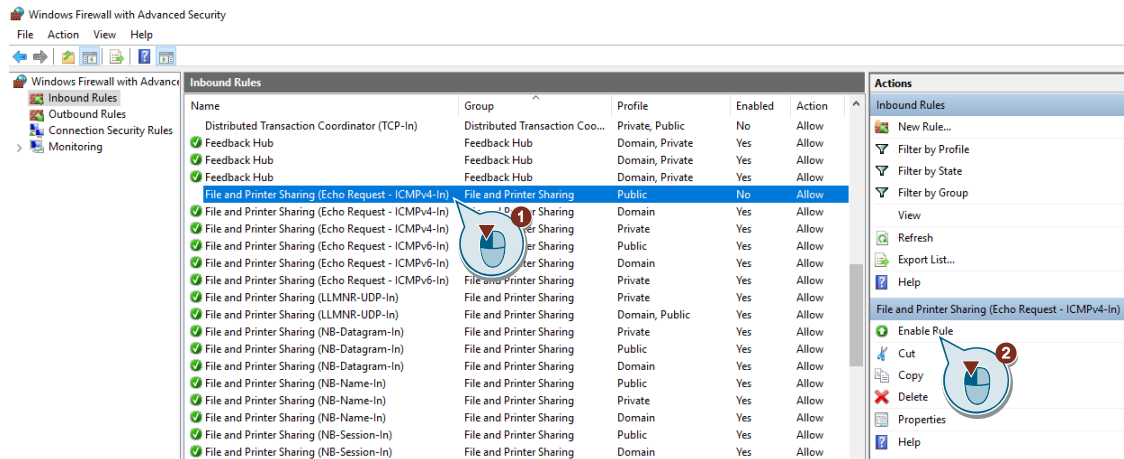 Windows Firewall with Advanced Security
File Action View Help
Windows Firewall with Advance
Inbound Rules
Outbound Rules
Connection Security Rules
Monitoring
Inbound Rules
Name Group Profile Enabled Action
Distributed Transaction Coordinator (TCP-In) Distributed Transaction Coo... Private, Public No Allow
Feedback Hub Feedback Hub Domain, Private Yes Allow
Feedback Hub Feedback Hub Domain, Private Yes Allow
Feedback Hub Feedback Hub Domain, Private Yes Allow
File and Printer Sharing (Echo Request - ICMPv4-In) File and Printer Sharing Public No Allow
File and Printer Sharing (Echo Request - ICMPv4-In) Sharing Domain Yes Allow
File and Printer Sharing (Echo Request - ICMPv4-In) Sharing Private Yes Allow
File and Printer Sharing (Echo Request - ICMPv6-In) Sharing Public Yes Allow
File and Printer Sharing (Echo Request - ICMPv6-In) Sharing Domain Yes Allow
File and Printer Sharing (Echo Request - ICMPv6-In) File and Printer Sharing Private Yes Allow
File and Printer Sharing (LLMNR-UDP-In) File and Printer Sharing Private Yes Allow
File and Printer Sharing (LLMNR-UDP-In) File and Printer Sharing Domain, Public Yes Allow
File and Printer Sharing (NB-Datagram-In) File and Printer Sharing Private Yes Allow
File and Printer Sharing (NB-Datagram-In) File and Printer Sharing Public Yes Allow
File and Printer Sharing (NB-Datagram-In) File and Printer Sharing Domain Yes Allow
File and Printer Sharing (NB-Name-In) File and Printer Sharing Public Yes Allow
File and Printer Sharing (NB-Name-In) File and Printer Sharing Private Yes Allow
File and Printer Sharing (NB-Name-In) File and Printer Sharing Domain Yes Allow
File and Printer Sharing (NB-Session-In) File and Printer Sharing Public Yes Allow
File and Printer Sharing (NB-Session-In) File and Printer Sharing Domain Yes Allow
1
Actions
Inbound Rules
New Rule...
Filter by Profile
Filter by State
Filter by Group
View
Refresh
Export List...
Help
File and Printer Sharing (Echo Request - ICMPv4-In)
Enable Rule
2
Cut
Copy
Delete
Properties
Help